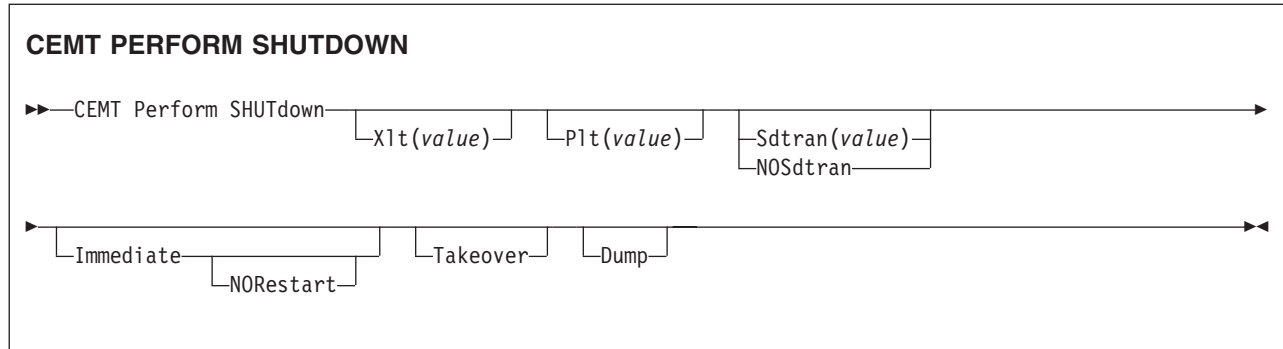 CEMT PERFORM SHUTDOWN
CEMT Perform SHUTdown
Xlt(value)
Plt(value)
Sdtran(value)
NOSdtran
Immediate
NORestart
Takeover
Dump